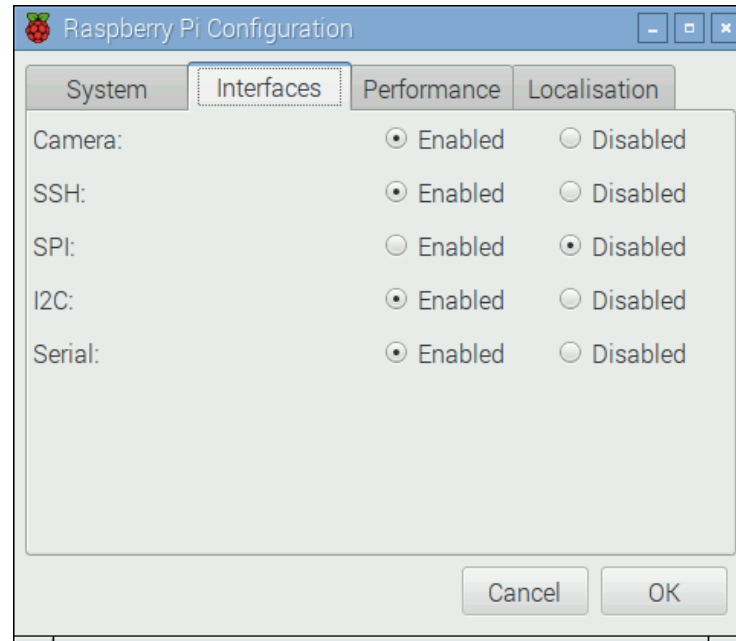 Raspberry Pi Configuration
System Interfaces Performance Localisation
Camera: Enabled Disabled
SSH: Enabled Disabled
SPI: Enabled Disabled
I2C: Enabled Disabled
Serial: Enabled Disabled
Cancel OK